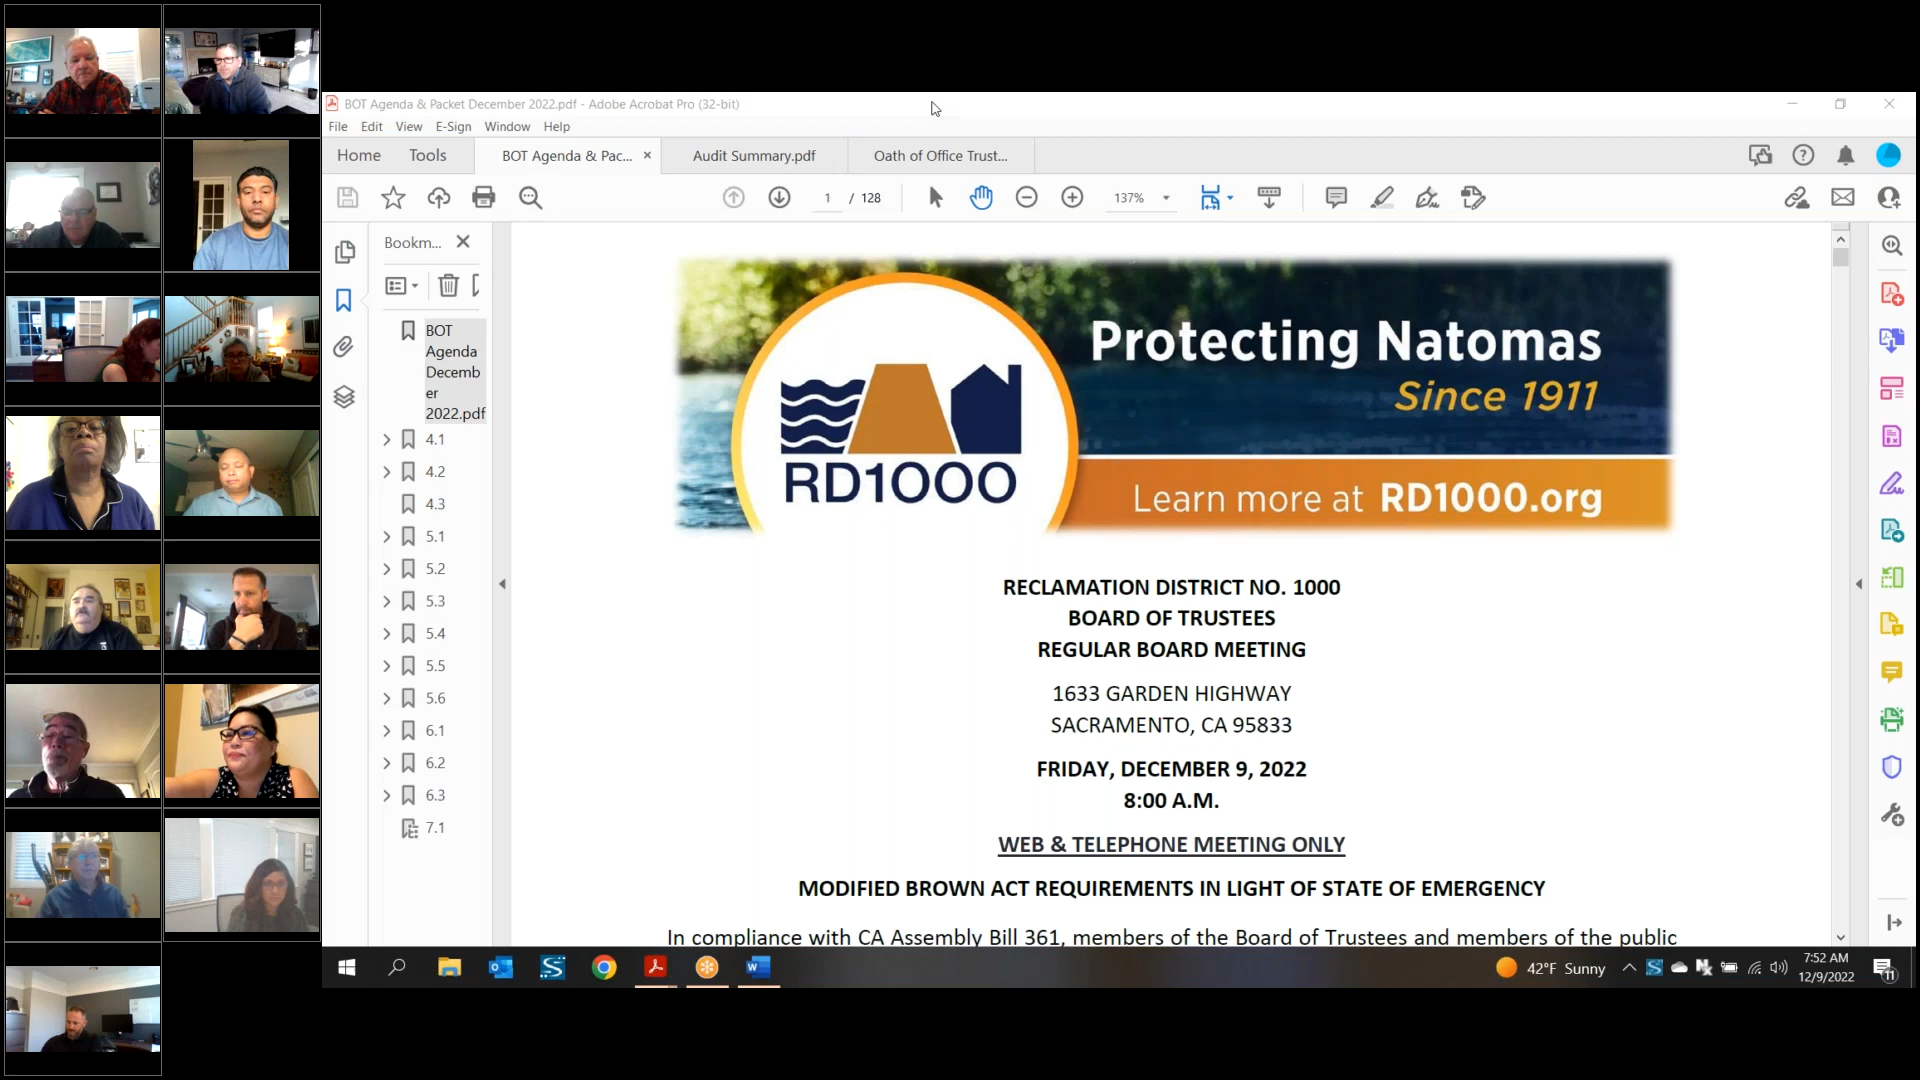 BOT Agenda & Packet December 2022.pdf - Adobe Acrobat Pro (32-bit)
File Edit View E-Sign Window Help
Home Tools BOT Agenda & Pac... × Audit Summary.pdf Oath of Office Trust...
1 / 128 137%
Bookm...
BOT
Agenda
Decemb
er
2022.pdf
4.1
4.2
4.3
5.1
5.2
5.3
5.4
5.5
5.6
6.1
6.2
6.3
7.1
Protecting Natomas
Since 1911
RD1000
Learn more at RD1000.org
RECLAMATION DISTRICT NO. 1000
BOARD OF TRUSTEES
REGULAR BOARD MEETING
1633 GARDEN HIGHWAY
SACRAMENTO, CA 95833
FRIDAY, DECEMBER 9, 2022
8:00 A.M.
WEB & TELEPHONE MEETING ONLY
MODIFIED BROWN ACT REQUIREMENTS IN LIGHT OF STATE OF EMERGENCY
In compliance with CA Assembly Bill 361, members of the Board of Trustees and members of the public
42°F Sunny
7:52 AM
12/9/2022
11